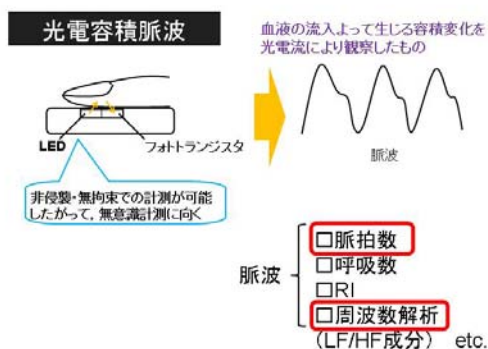 光電容積脈波
血液の流入よって生じる容積変化を
光電流により観察したもの
LED
フォトトランジスタ
脈波
非侵襲・無拘束での計測が可能
したがって，無意識計測に向く
脈波
□脈拍数
□呼吸数
□RI
□周波数解析
(LF/HF成分) etc.